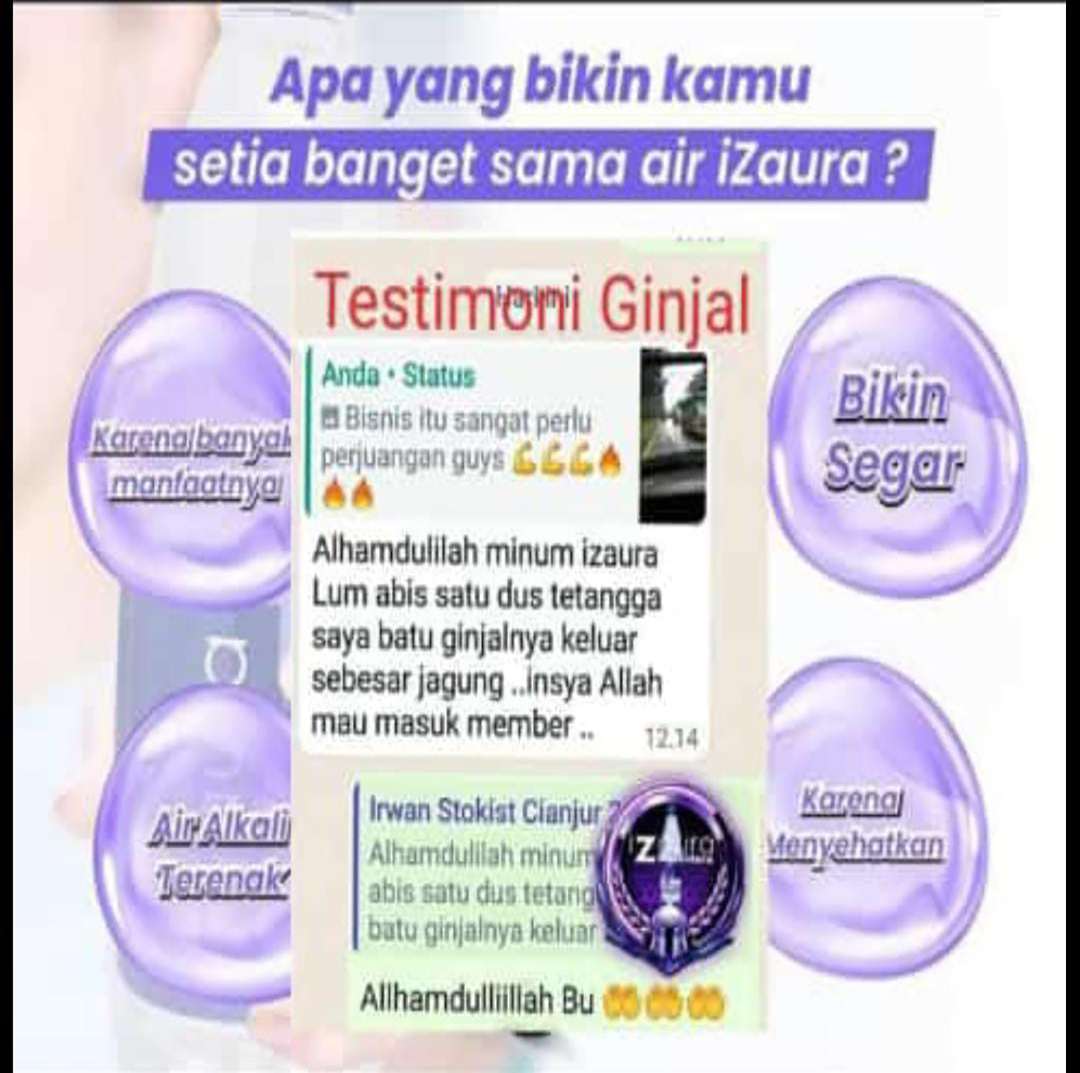 Apa yang bikin kamu
setia banget sama air iZaura ?
Testimoni Ginjal
Karena banyak
manfaatnya
Bikin
Segar
Anda • Status
Bisnis itu sangat perlu
perjuangan guys 💪💪💪🔥
🔥🔥
Alhamdulilah minum izaura
Lum abis satu dus tetangga
saya batu ginjalnya keluar
sebesar jagung ..insya Allah
mau masuk member ..
12.14
Air Alkali
Terenak
Karena
Menyehatkan
Irwan Stokist Cianjur
Alhamdulilah minum
abis satu dus tetang
batu ginjalnya keluar
iZaura
Allhamdulliillah Bu 🤲🤲🤲